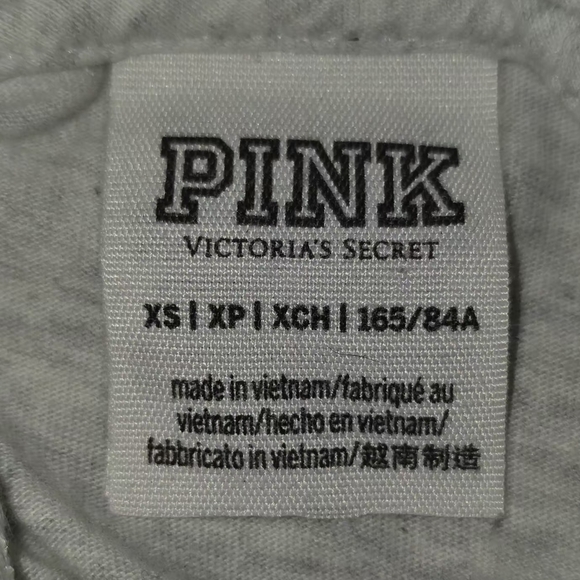 PINK
VICTORIA'S SECRET
XS | XP | XCH | 165/84A
made in vietnam/fabriqué au
vietnam/hecho en vietnam/
fabbricato in vietnam/越南制造